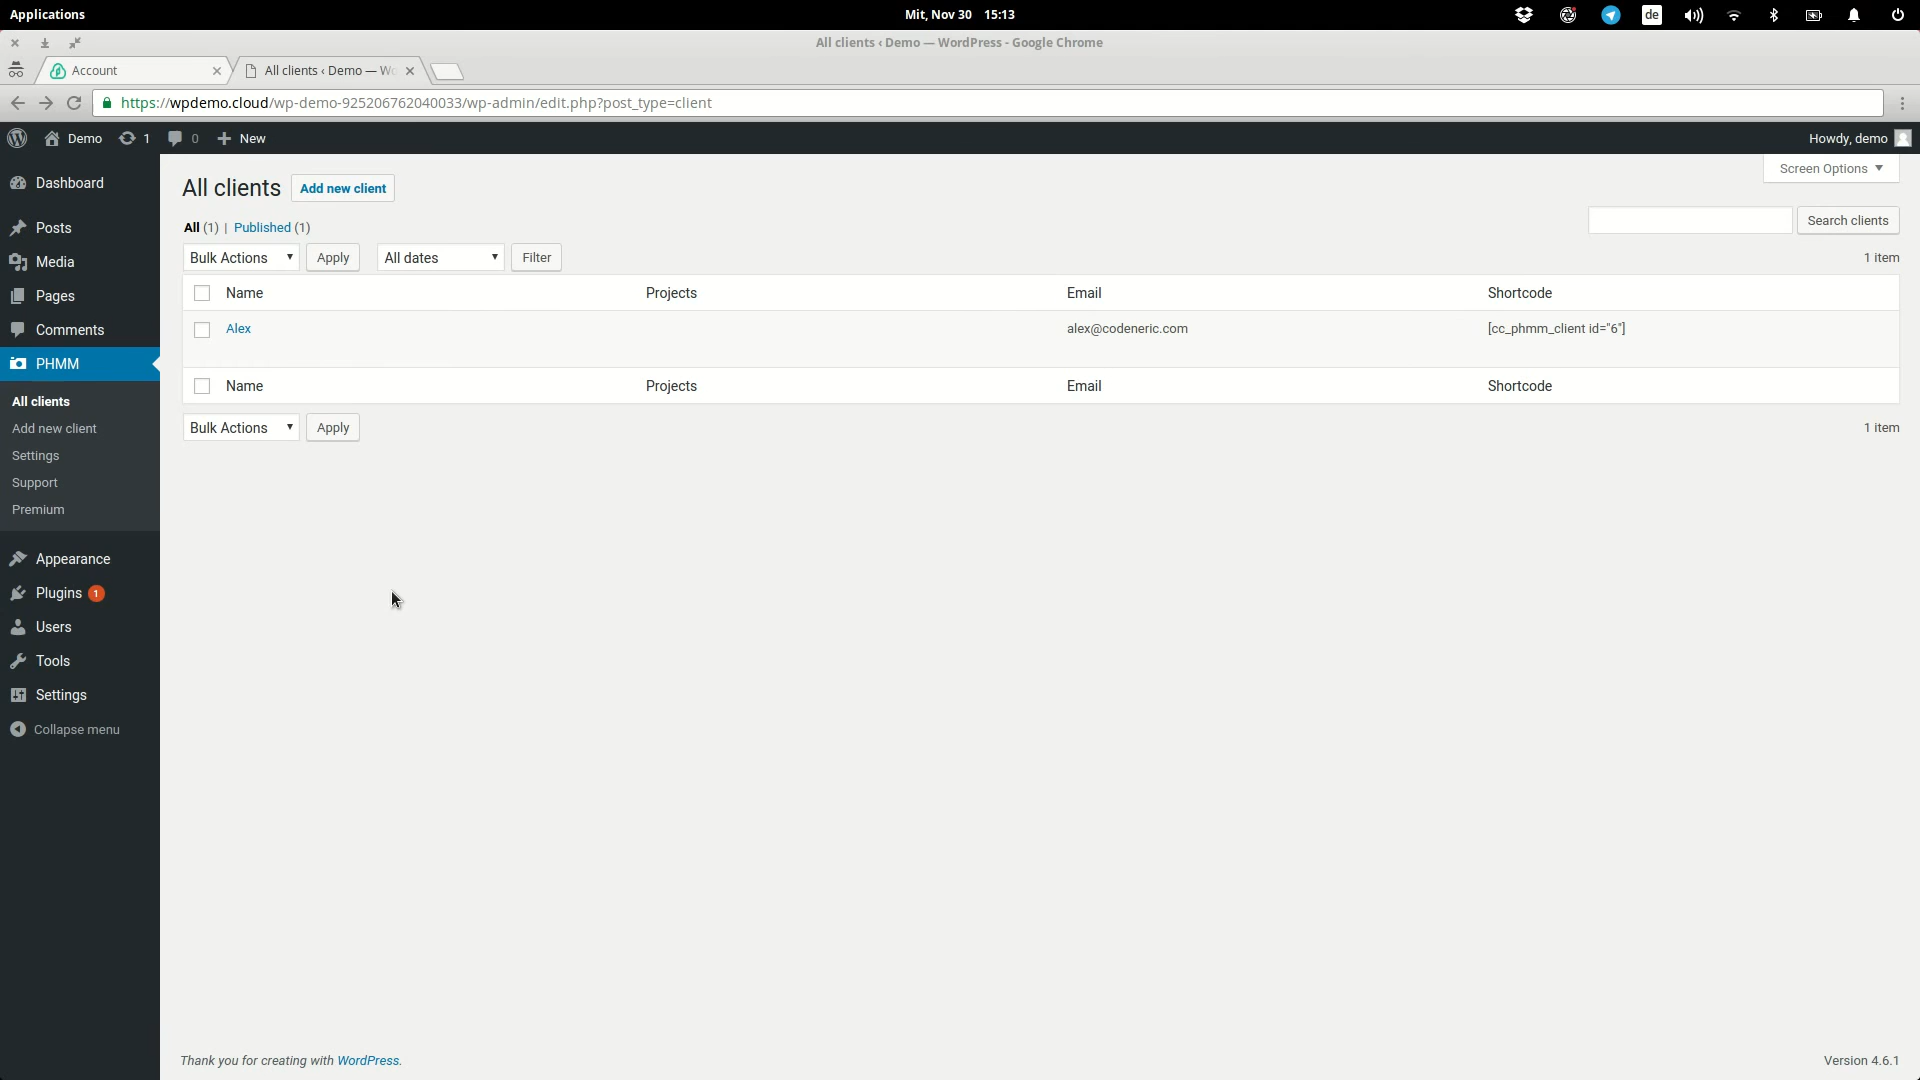 Applications
Mit, Nov 30 15:13
de
All clients ‹ Demo — WordPress - Google Chrome
Account
All clients ‹ Demo — Wo
https://wpdemo.cloud/wp-demo-925206762040033/wp-admin/edit.php?post_type=client
Demo
1
0
New
Howdy, demo
Dashboard
Posts
Media
Pages
Comments
PHMM
All clients
Add new client
Settings
Support
Premium
Appearance
Plugins 1
Users
Tools
Settings
Collapse menu
Screen Options
All clients
Add new client
All (1) | Published (1)
Search clients
Bulk Actions
Apply
All dates
Filter
1 item
Name Projects Email Shortcode
Alex alex@codeneric.com [cc_phmm_client id="6"]
Name Projects Email Shortcode
Bulk Actions
Apply
1 item
Thank you for creating with WordPress.
Version 4.6.1